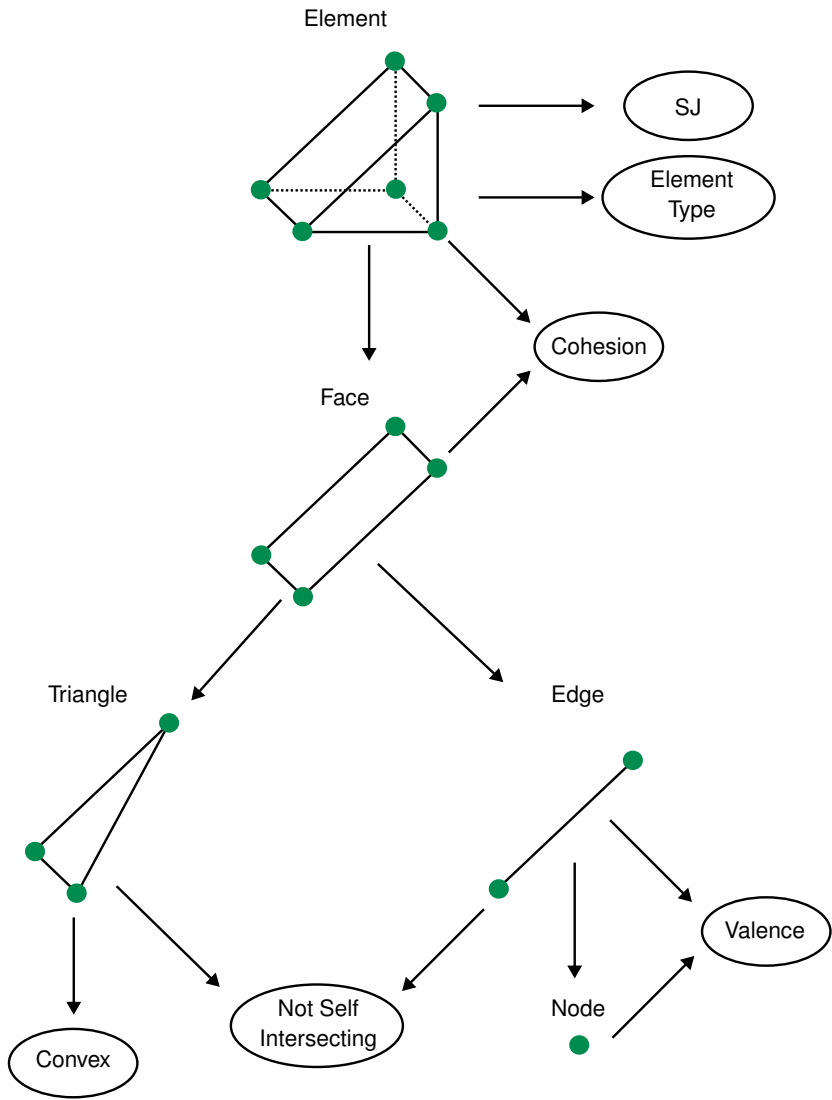 Element
SJ
Element
Type
Cohesion
Face
Triangle
Edge
Valence
Not Self
Intersecting
Node
Convex